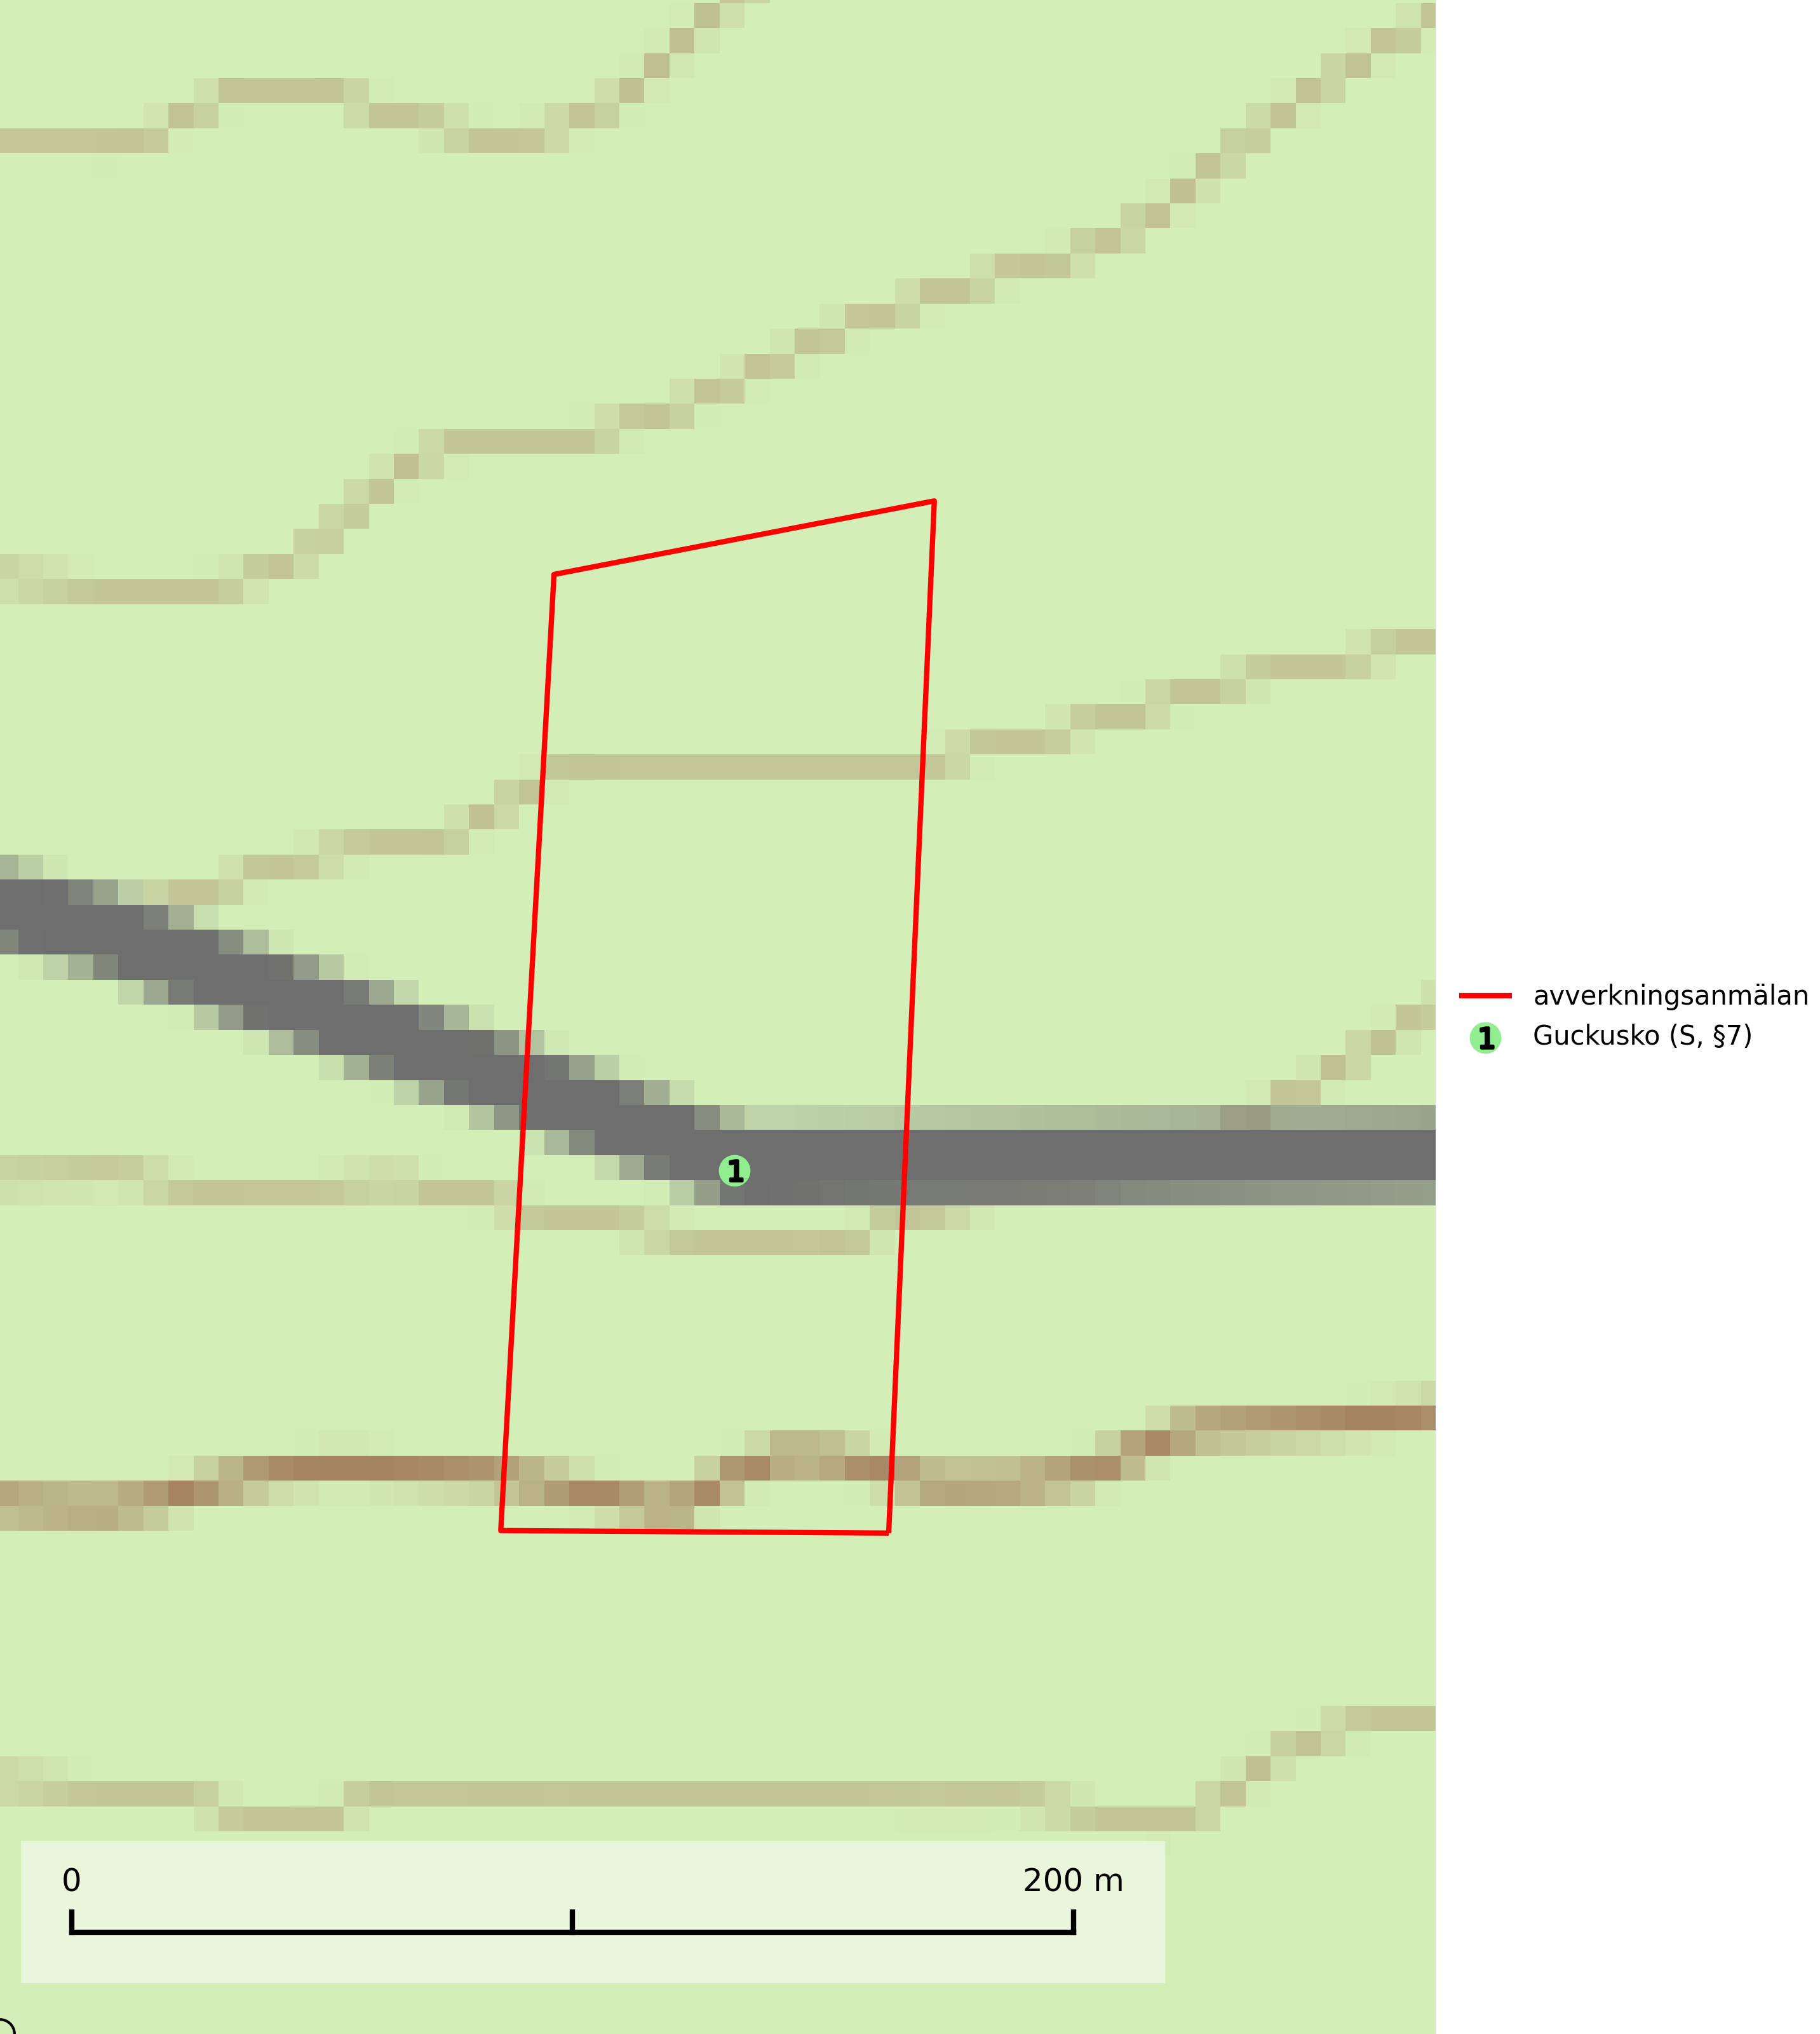 avverkningsanmälan
1 Guckusko (S, §7)
1
0 200 m